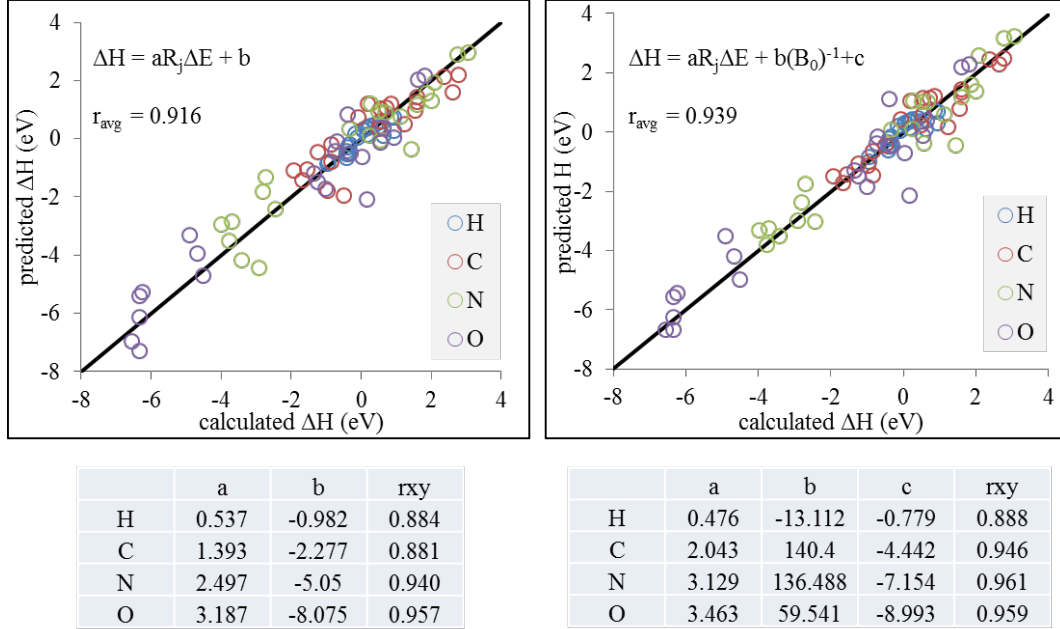 4
2
0
-2
-4
-6
-8
predicted ΔH (eV)
ΔH = aRjΔE + b
ravg = 0.916
H
C
N
O
-8 -6 -4 -2 0 2 4
calculated ΔH (eV)
4
2
0
-2
-4
-6
-8
predicted H (eV)
ΔH = aRjΔE + b(B0)-1+c
ravg = 0.939
H
C
N
O
-8 -6 -4 -2 0 2 4
calculated ΔH (eV)
a b rxy
H 0.537 -0.982 0.884
C 1.393 -2.277 0.881
N 2.497 -5.05 0.940
O 3.187 -8.075 0.957
a b c rxy
H 0.476 -13.112 -0.779 0.888
C 2.043 140.4 -4.442 0.946
N 3.129 136.488 -7.154 0.961
O 3.463 59.541 -8.993 0.959